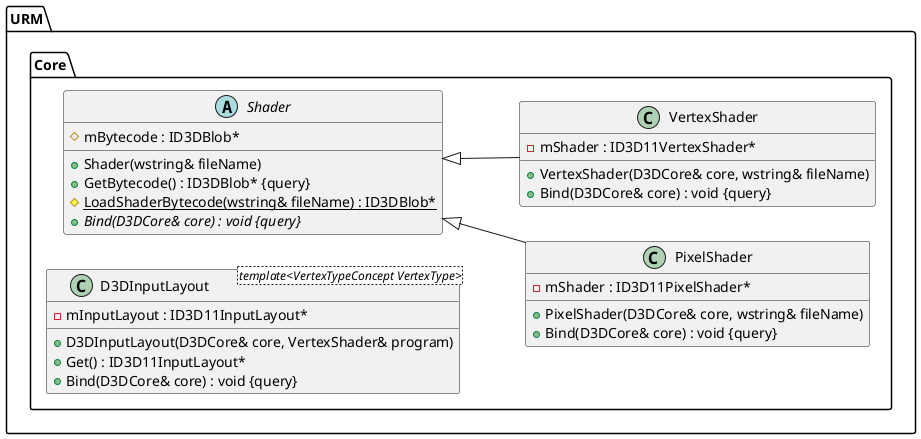 URM
Core
A Shader
mBytecode : ID3DBlob*
Shader(wstring& fileName)
GetBytecode() : ID3DBlob* {query}
LoadShaderBytecode(wstring& fileName) : ID3DBlob*
Bind(D3DCore& core) : void {query}
C VertexShader
mShader : ID3D11VertexShader*
VertexShader(D3DCore& core, wstring& fileName)
Bind(D3DCore& core) : void {query}
C D3DInputLayout
template<VertexTypeConcept VertexType>
mInputLayout : ID3D11InputLayout*
D3DInputLayout(D3DCore& core, VertexShader& program)
Get() : ID3D11InputLayout*
Bind(D3DCore& core) : void {query}
C PixelShader
mShader : ID3D11PixelShader*
PixelShader(D3DCore& core, wstring& fileName)
Bind(D3DCore& core) : void {query}